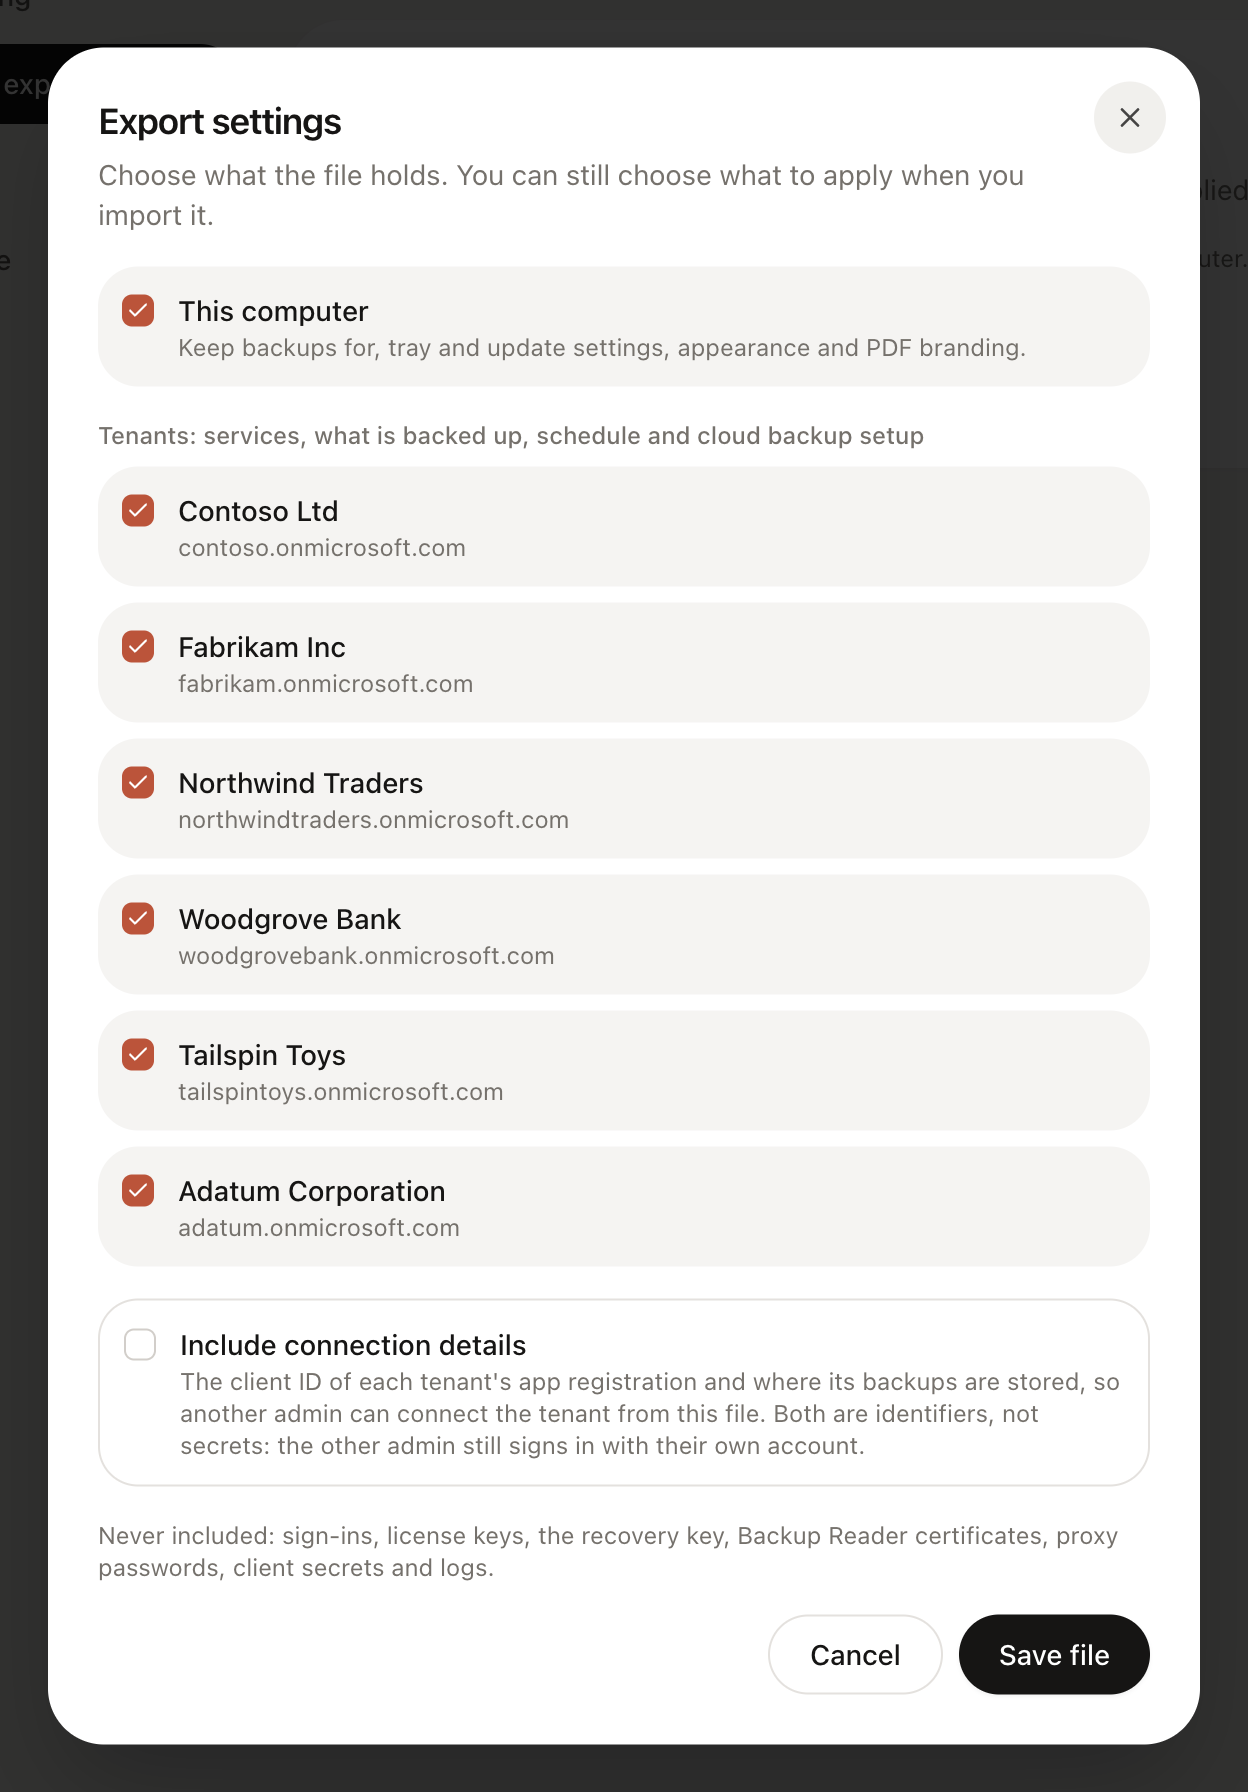 ng
exp
Export settings
Choose what the file holds. You can still choose what to apply when you
import it.
lied
e
uter.
This computer
Keep backups for, tray and update settings, appearance and PDF branding.
Tenants: services, what is backed up, schedule and cloud backup setup
Contoso Ltd
contoso.onmicrosoft.com
Fabrikam Inc
fabrikam.onmicrosoft.com
Northwind Traders
northwindtraders.onmicrosoft.com
Woodgrove Bank
woodgrovebank.onmicrosoft.com
Tailspin Toys
tailspintoys.onmicrosoft.com
Adatum Corporation
adatum.onmicrosoft.com
Include connection details
The client ID of each tenant's app registration and where its backups are stored, so
another admin can connect the tenant from this file. Both are identifiers, not
secrets: the other admin still signs in with their own account.
Never included: sign-ins, license keys, the recovery key, Backup Reader certificates, proxy
passwords, client secrets and logs.
Cancel
Save file